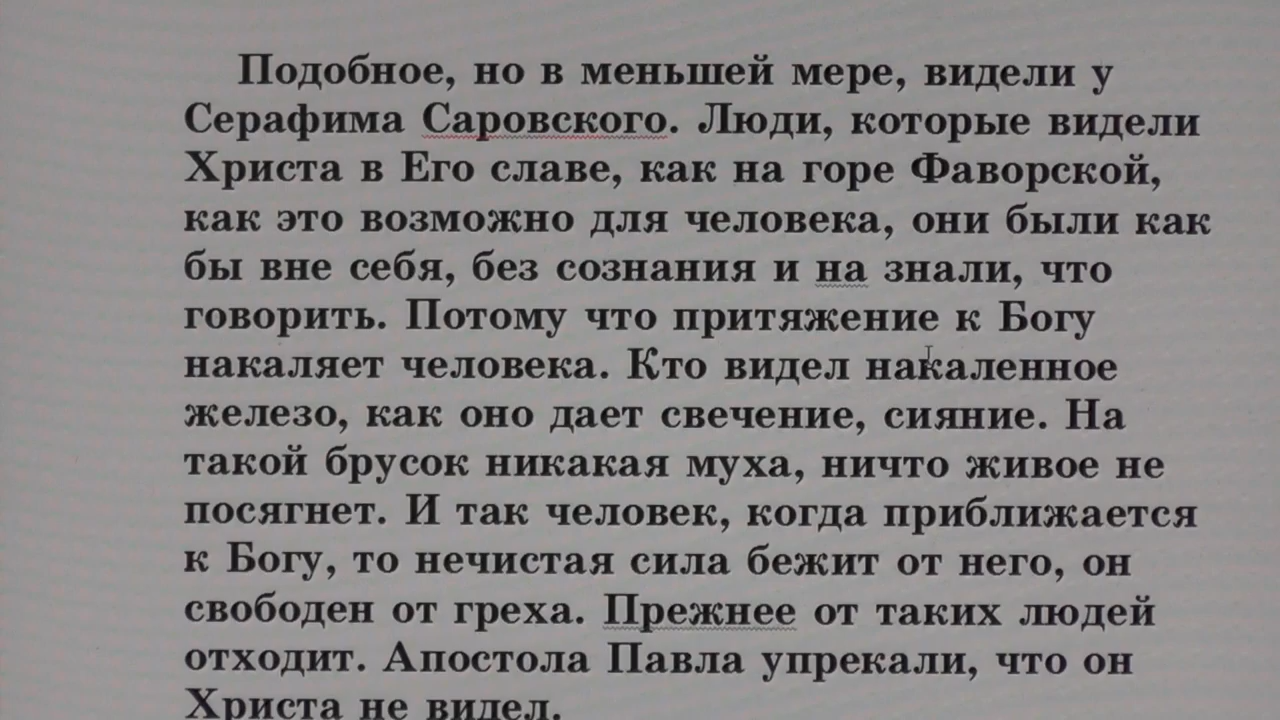 Подобное, но в меньшей мере, видели у
Серафима Саровского. Люди, которые видели
Христа в Его славе, как на горе Фаворской,
как это возможно для человека, они были как
бы вне себя, без сознания и на знали, что
говорить. Потому что притяжение к Богу
накаляет человека. Кто видел накаленное
железо, как оно дает свечение, сияние. На
такой брусок никакая муха, ничто живое не
посягнет. И так человек, когда приближается
к Богу, то нечистая сила бежит от него, он
свободен от греха. Прежнее от таких людей
отходит. Апостола Павла упрекали, что он
Христа не видел.